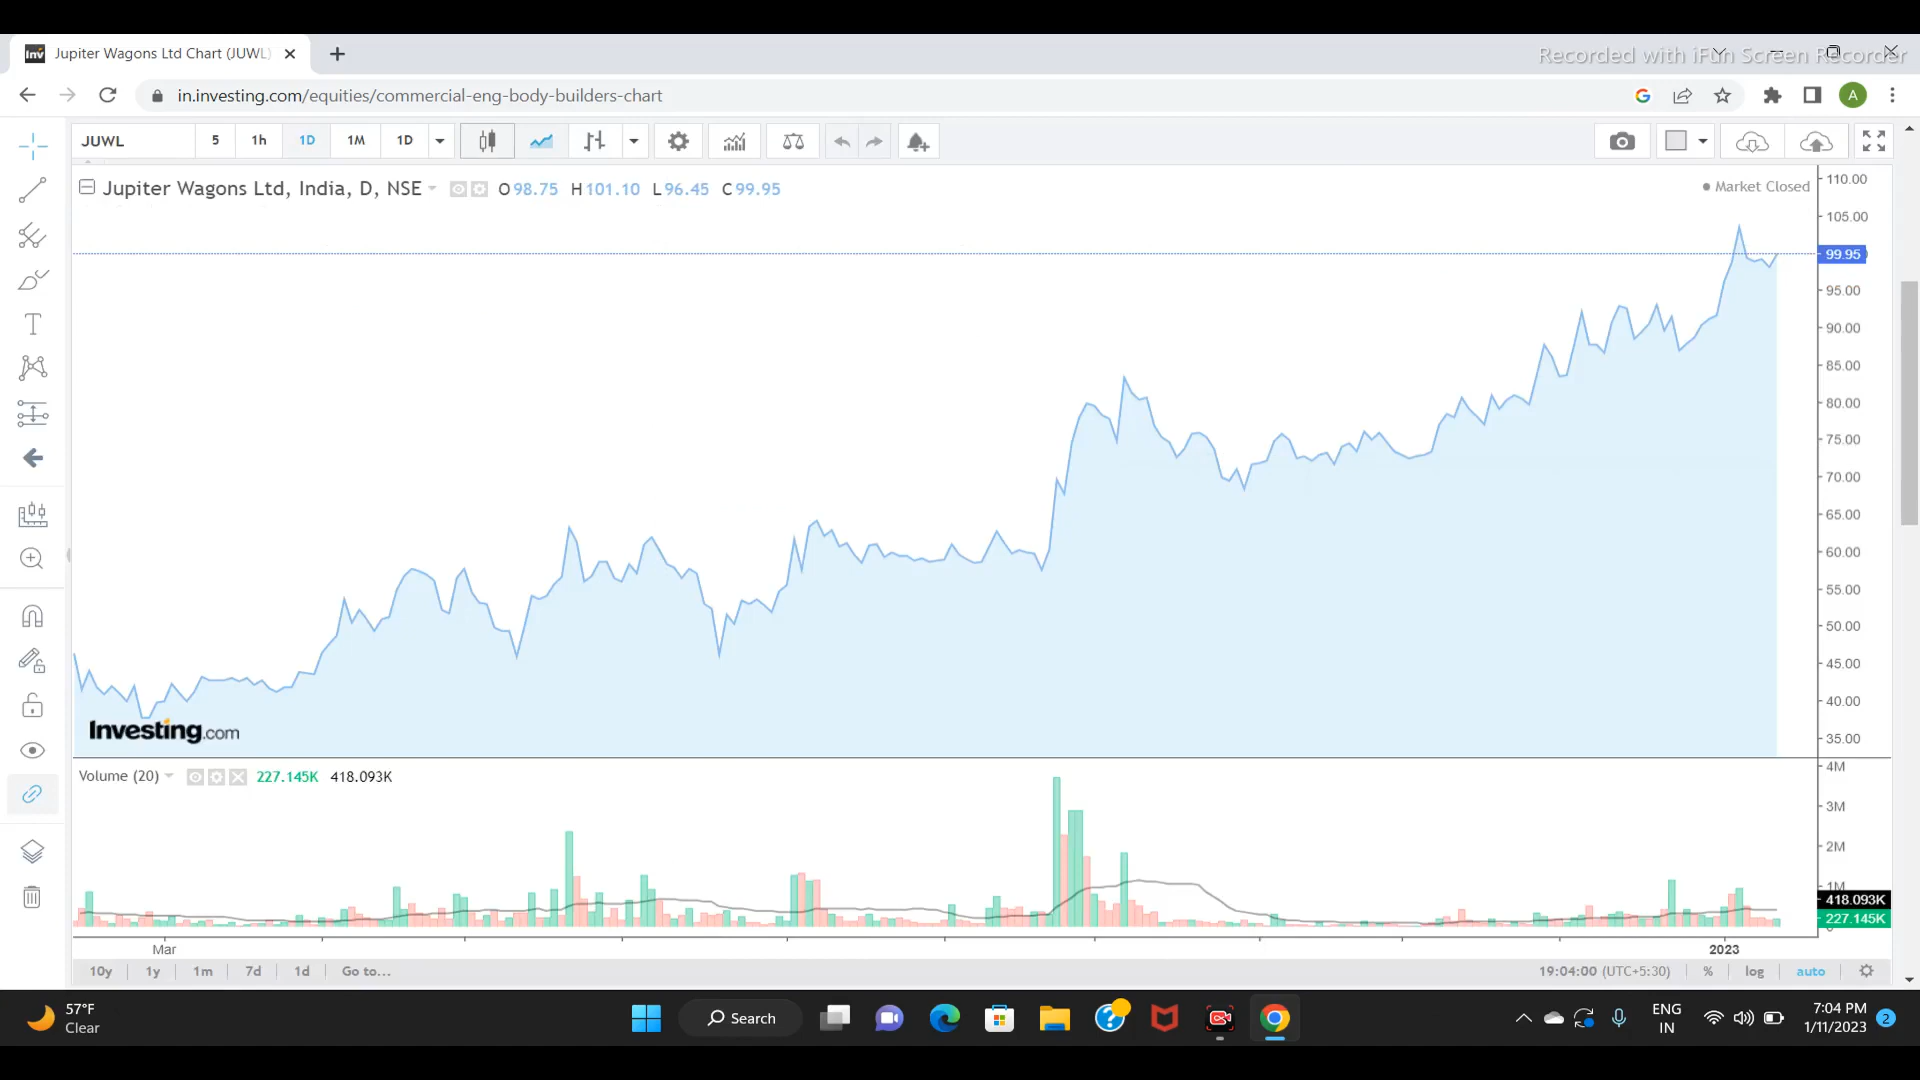 Jupiter Wagons Ltd Chart (JUWL)
Recorded with iFun Screen Recorder
in.investing.com/equities/commercial-eng-body-builders-chart
A
JUWL 5 1h 1D 1M 1D
Jupiter Wagons Ltd, India, D, NSE O 98.75 H 101.10 L 96.45 C 99.95
Market Closed
110.00
105.00
99.95
95.00
90.00
85.00
80.00
75.00
70.00
65.00
60.00
55.00
50.00
45.00
40.00
35.00
Investing.com
Volume (20) 227.145K 418.093K
4M
3M
2M
1M
418.093K
227.145K
0
Mar 2023
10y 1y 1m 7d 1d Go to... 19:04:00 (UTC+5:30) % log auto
57°F
Clear
Search
ENG
IN
7:04 PM
1/11/2023
2